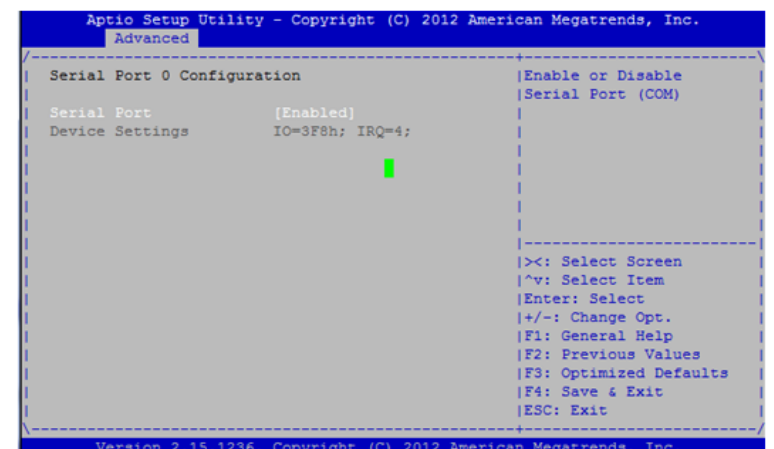 Aptio Setup Utility - Copyright (C) 2012 American Megatrends, Inc.
Advanced
Serial Port 0 Configuration
Serial Port [Enabled]
Device Settings IO=3F8h; IRQ=4;
Enable or Disable
Serial Port (COM)
><: Select Screen
^v: Select Item
Enter: Select
+/-: Change Opt.
F1: General Help
F2: Previous Values
F3: Optimized Defaults
F4: Save & Exit
ESC: Exit
Version 2.15.1236. Copyright (C) 2012 American Megatrends, Inc.